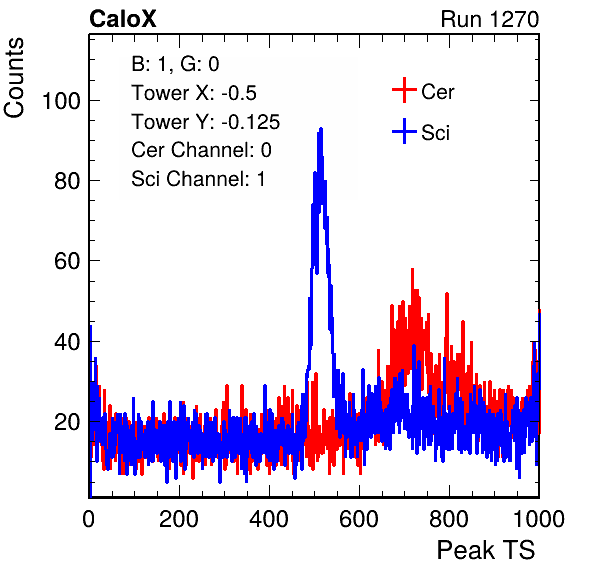 CaloX Run 1270
Counts
B: 1, G: 0
Tower X: -0.5
Tower Y: -0.125
Cer Channel: 0
Sci Channel: 1
Cer
Sci
100
80
60
40
20
0 200 400 600 800 1000
Peak TS